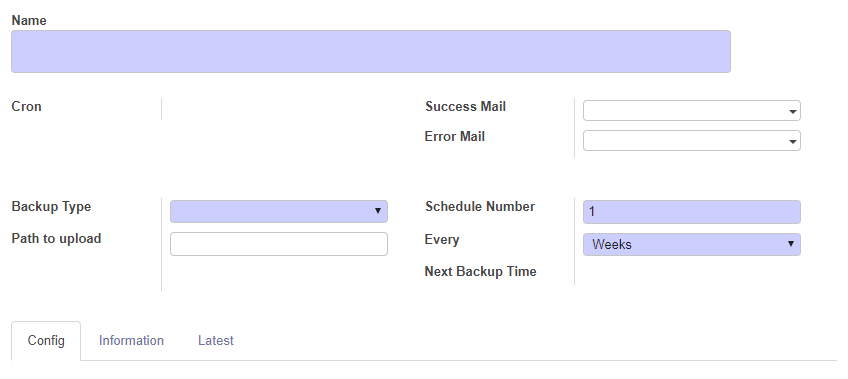 Name
Cron
Success Mail
Error Mail
Backup Type
Path to upload
Schedule Number 1
Every Weeks
Next Backup Time
Config Information Latest